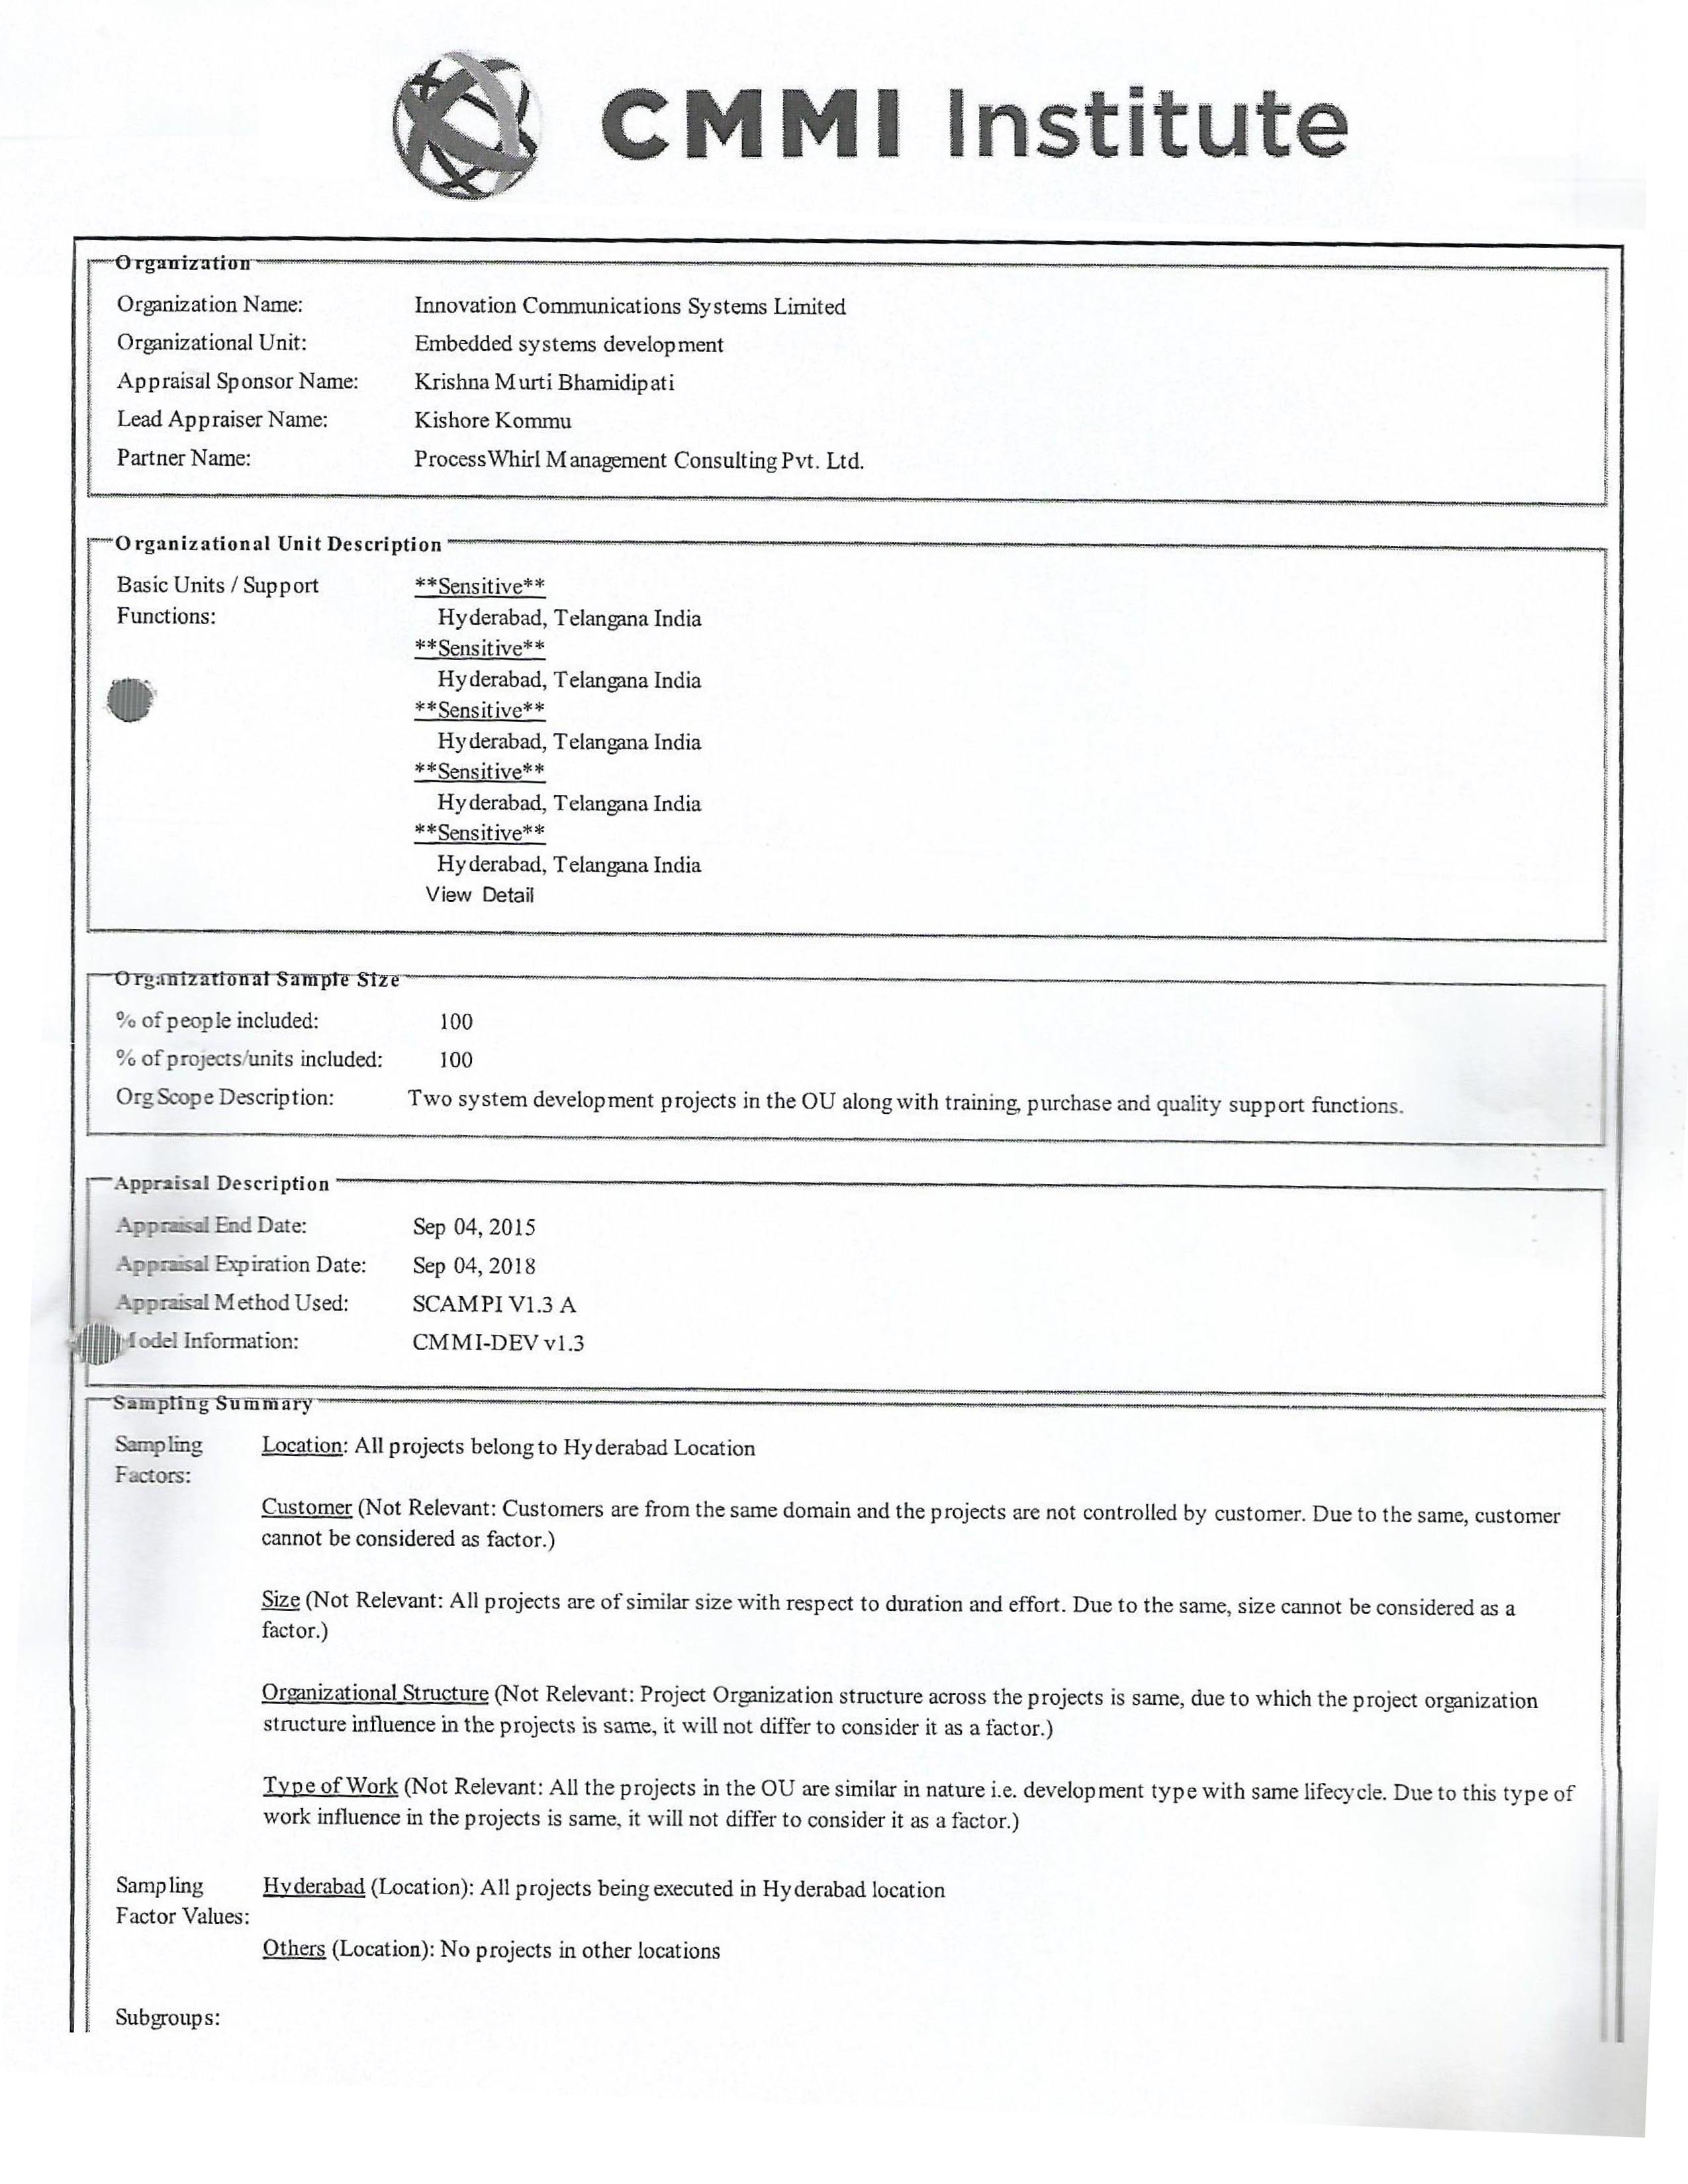 CMMI Institute
Organization
Organization Name: Innovation Communications Systems Limited
Organizational Unit: Embedded systems development
Appraisal Sponsor Name: Krishna Murti Bhamidipati
Lead Appraiser Name: Kishore Kommu
Partner Name: ProcessWhirl Management Consulting Pvt. Ltd.
Organizational Unit Description
Basic Units / Support **Sensitive**
Functions: Hyderabad, Telangana India
**Sensitive**
Hyderabad, Telangana India
**Sensitive**
Hyderabad, Telangana India
**Sensitive**
Hyderabad, Telangana India
**Sensitive**
Hyderabad, Telangana India
View Detail
Organizational Sample Size
% of people included: 100
% of projects/units included: 100
Org Scope Description: Two system development projects in the OU along with training, purchase and quality support functions.
Appraisal Description
Appraisal End Date: Sep 04, 2015
Appraisal Expiration Date: Sep 04, 2018
Appraisal Method Used: SCAMPI V1.3 A
Model Information: CMMI-DEV v1.3
Sampling Summary
Sampling Location: All projects belong to Hyderabad Location
Factors:
Customer (Not Relevant: Customers are from the same domain and the projects are not controlled by customer. Due to the same, customer
cannot be considered as factor.)
Size (Not Relevant: All projects are of similar size with respect to duration and effort. Due to the same, size cannot be considered as a
factor.)
Organizational Structure (Not Relevant: Project Organization structure across the projects is same, due to which the project organization
structure influence in the projects is same, it will not differ to consider it as a factor.)
Type of Work (Not Relevant: All the projects in the OU are similar in nature i.e. development type with same lifecycle. Due to this type of
work influence in the projects is same, it will not differ to consider it as a factor.)
Sampling Hyderabad (Location): All projects being executed in Hyderabad location
Factor Values:
Others (Location): No projects in other locations
Subgroups: